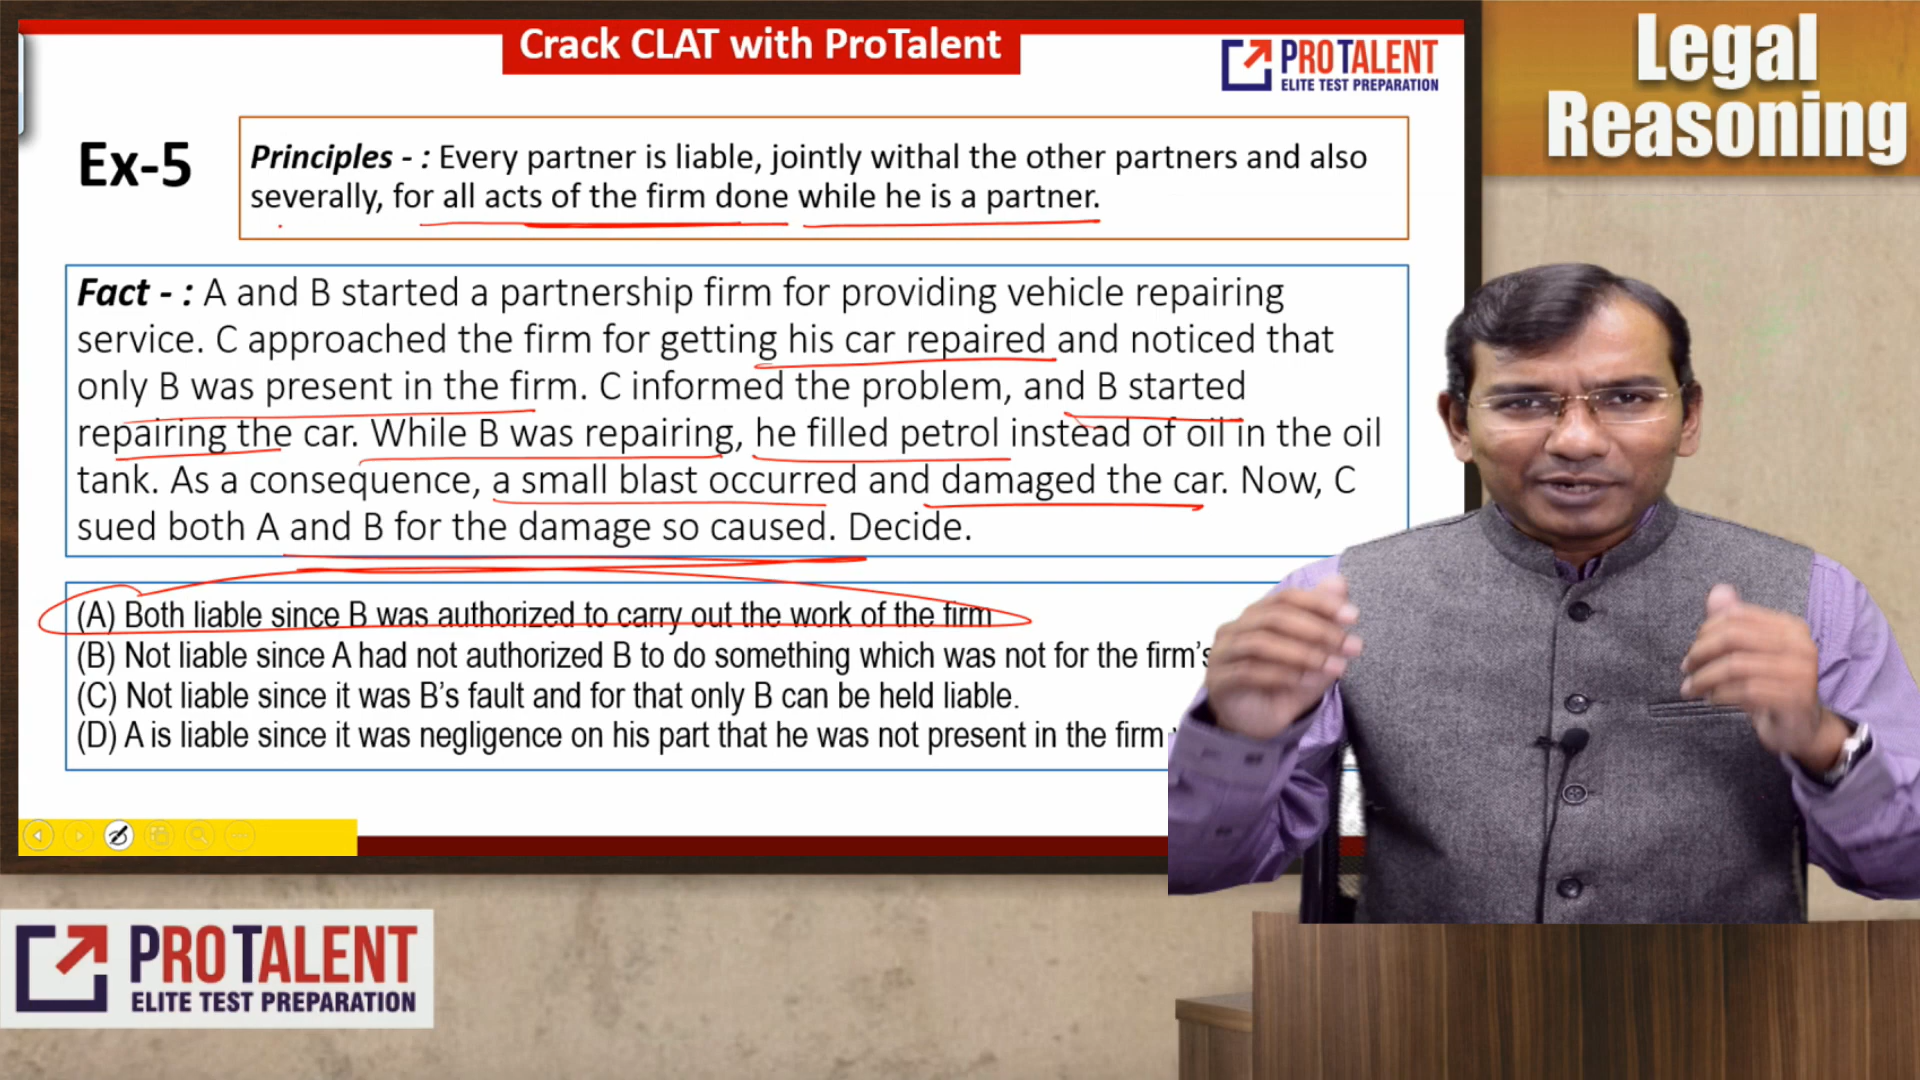 Crack CLAT with ProTalent
PROTALENT
ELITE TEST PREPARATION
Legal
Reasoning
Ex-5
Principles - : Every partner is liable, jointly withal the other partners and also
severally, for all acts of the firm done while he is a partner.
Fact - : A and B started a partnership firm for providing vehicle repairing
service. C approached the firm for getting his car repaired and noticed that
only B was present in the firm. C informed the problem, and B started
repairing the car. While B was repairing, he filled petrol instead of oil in the oil
tank. As a consequence, a small blast occurred and damaged the car. Now, C
sued both A and B for the damage so caused. Decide.
(A) Both liable since B was authorized to carry out the work of the firm
(B) Not liable since A had not authorized B to do something which was not for the firm's
(C) Not liable since it was B's fault and for that only B can be held liable.
(D) A is liable since it was negligence on his part that he was not present in the firm
PROTALENT
ELITE TEST PREPARATION